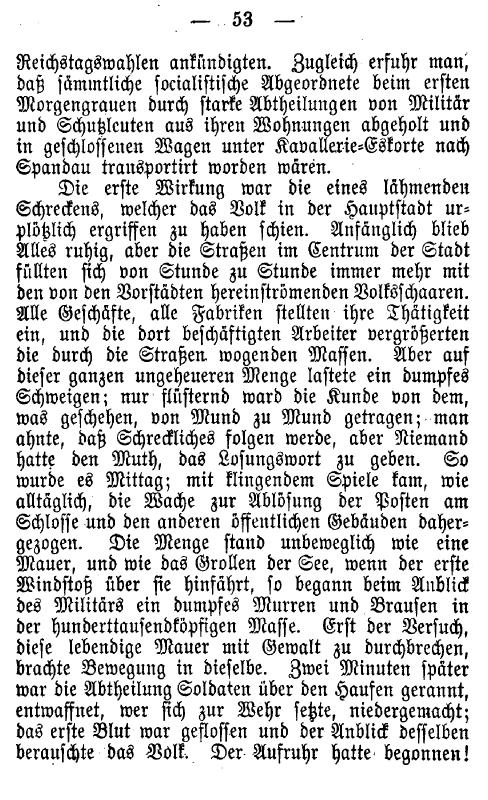 — 53 —
Reichstagswahlen ankündigten. Zugleich erfuhr man,
daß sämmtliche socialistische Abgeordnete beim ersten
Morgengrauen durch starke Abtheilungen von Militär
und Schutzleuten aus ihren Wohnungen abgeholt und
in geschlossenen Wagen unter Kavallerie-Eskorte nach
Spandau transportirt worden wären.
Die erste Wirkung war die eines lähmenden
Schreckens, welcher das Volk in der Hauptstadt ur-
plötzlich ergriffen zu haben schien. Anfänglich blieb
Alles ruhig, aber die Straßen im Centrum der Stadt
füllten sich von Stunde zu Stunde immer mehr mit
den von den Vorstädten hereinströmenden Volksschaaren.
Alle Geschäfte, alle Fabriken stellten ihre Thätigkeit
ein, und die dort beschäftigten Arbeiter vergrößerten
die durch die Straßen wogenden Massen. Aber auf
dieser ganzen ungeheueren Menge lastete ein dumpfes
Schweigen; nur flüsternd ward die Kunde von dem,
was geschehen, von Mund zu Mund getragen; man
ahnte, daß Schreckliches folgen werde, aber Niemand
hatte den Muth, das Losungswort zu geben. So
wurde es Mittag; mit klingendem Spiele kam, wie
alltäglich, die Wache zur Ablösung der Posten am
Schlosse und den anderen öffentlichen Gebäuden daher-
gezogen. Die Menge stand unbeweglich wie eine
Mauer, und wie das Grollen der See, wenn der erste
Windstoß über sie hinfährt, so begann beim Anblick
des Militärs ein dumpfes Murren und Brausen in
der hunderttausendköpfigen Masse. Erst der Versuch,
diese lebendige Mauer mit Gewalt zu durchbrechen,
brachte Bewegung in dieselbe. Zwei Minuten später
war die Abtheilung Soldaten über den Haufen gerannt,
entwaffnet, wer sich zur Wehr setzte, niedergemacht;
das erste Blut war geflossen und der Anblick desselben
berauschte das Volk. Der Aufruhr hatte begonnen!